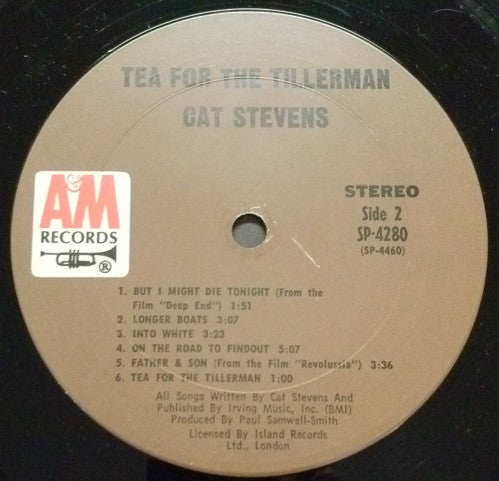 TEA FOR THE TILLERMAN
CAT STEVENS
A&M
RECORDS
®
STEREO
Side 2
SP-4280
(SP-4460)
1. BUT I MIGHT DIE TONIGHT (From the
Film "Deep End") 1:51
2. LONGER BOATS 3:07
3. INTO WHITE 3:23
4. ON THE ROAD TO FINDOUT 5:07
5. FATHER & SON (From the Film "Revolussia") 3:36
6. TEA FOR THE TILLERMAN 1:00
All Songs Written By Cat Stevens And
Published By Irving Music, Inc. (BMI)
Produced By Paul Samwell-Smith
Licensed By Island Records
Ltd., London